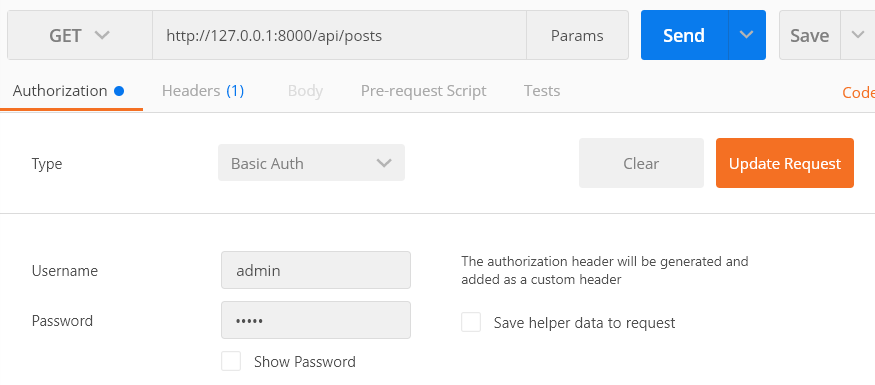 GET http://127.0.0.1:8000/api/posts Params Send Save
Authorization Headers (1) Body Pre-request Script Tests Code
Type Basic Auth Clear Update Request
The authorization header will be generated and
Username admin
added as a custom header
Password ••••• Save helper data to request
Show Password